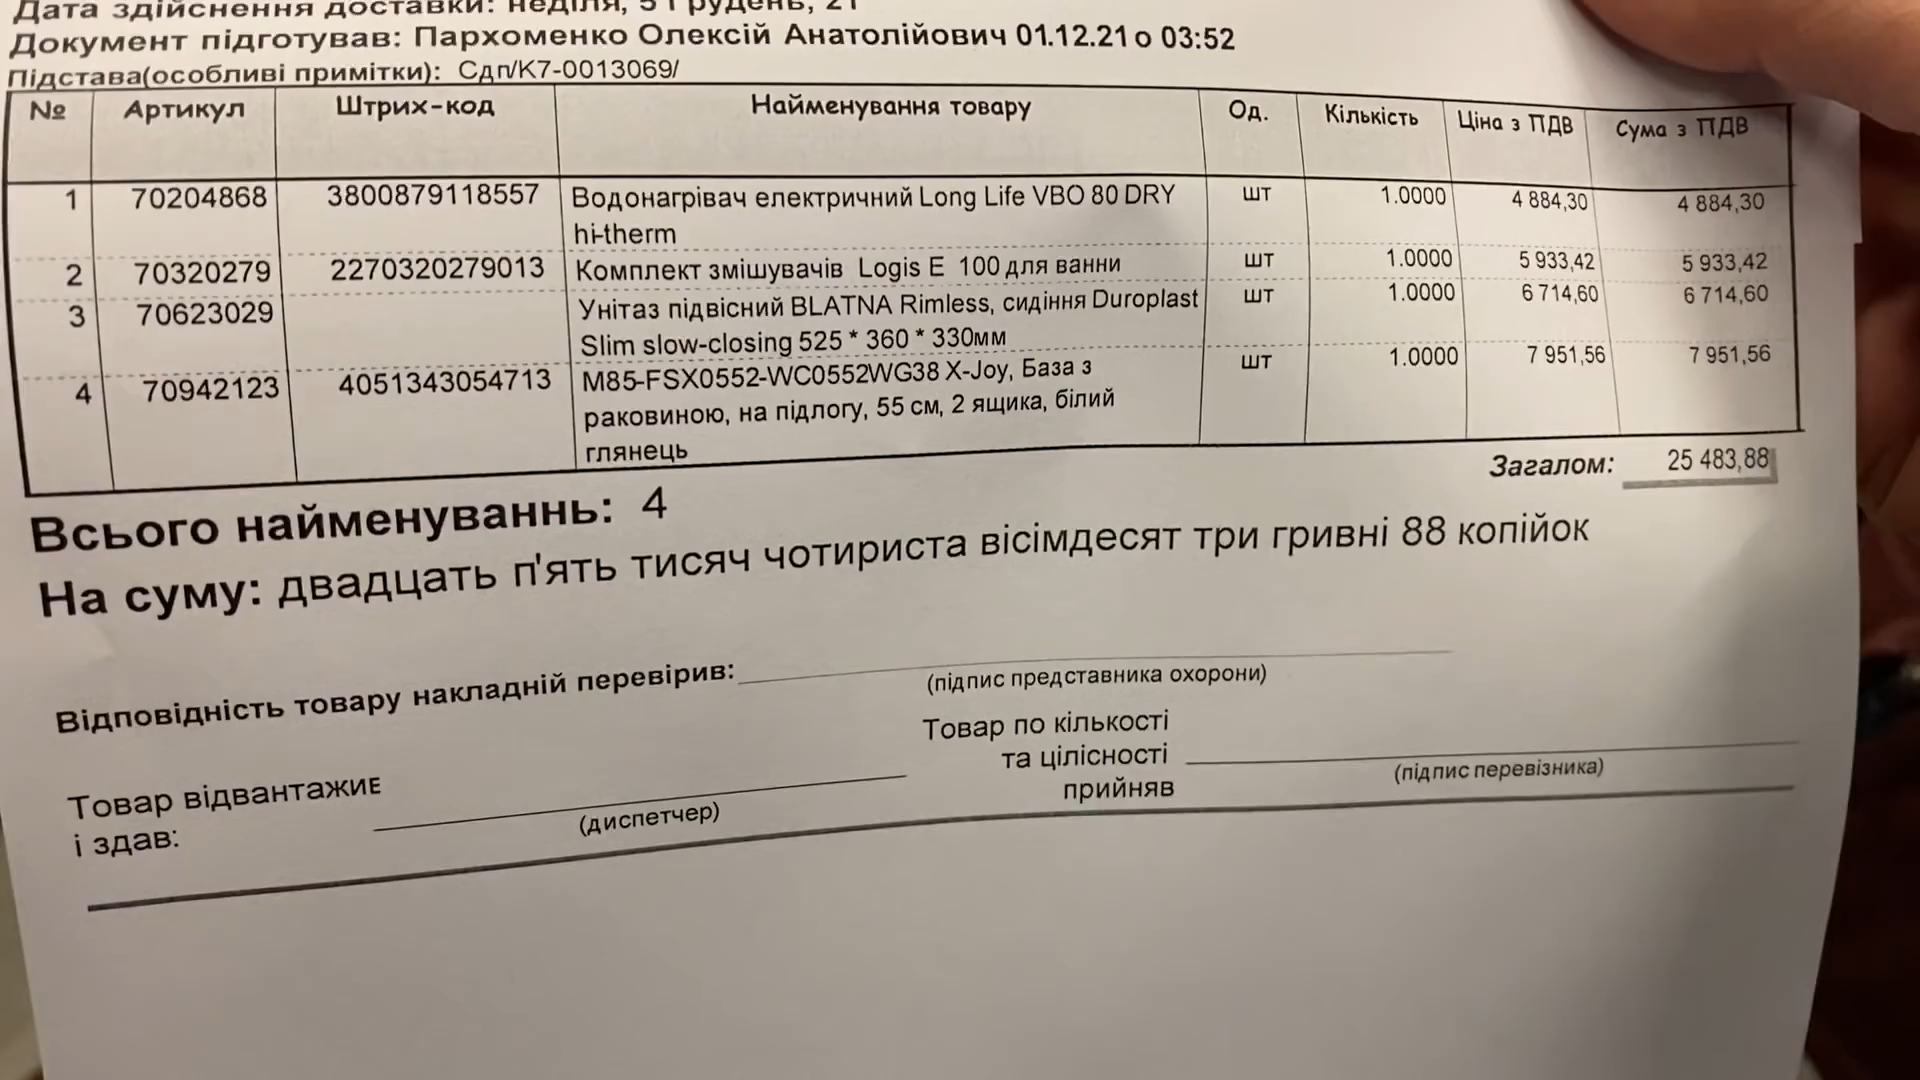 Дата здійснення доставки: неділя, 5 Грудень, 21
Документ підготував: Пархоменко Олексій Анатолійович 01.12.21 о 03:52
Підстава(особливі примітки): Сдп/К7-0013069/
№ Артикул Штрих-код Найменування товару Од. Кількість Ціна з ПДВ Сума з ПДВ
1 70204868 3800879118557 Водонагрівач електричний Long Life VBO 80 DRY шт 1.0000 4 884,30 4 884,30
hi-therm
2 70320279 2270320279013 Комплект змішувачів Logis E 100 для ванни шт 1.0000 5 933,42 5 933,42
3 70623029 Унітаз підвісний BLATNA Rimless, сидіння Duroplast шт 1.0000 6 714,60 6 714,60
Slim slow-closing 525 * 360 * 330мм
4 70942123 4051343054713 M85-FSX0552-WC0552WG38 X-Joy, База з шт 1.0000 7 951,56 7 951,56
раковиною, на підлогу, 55 см, 2 ящика, білий
глянець
Загалом: 25 483,88
Всього найменуваннь: 4
На суму: двадцать п'ять тисяч чотириста вісімдесят три гривні 88 копійок
Відповідність товару накладній перевірив:
(підпис представника охорони)
Товар відвантажиє
і здав:
(диспетчер)
Товар по кількості
та цілісності
прийняв
(підпис перевізника)